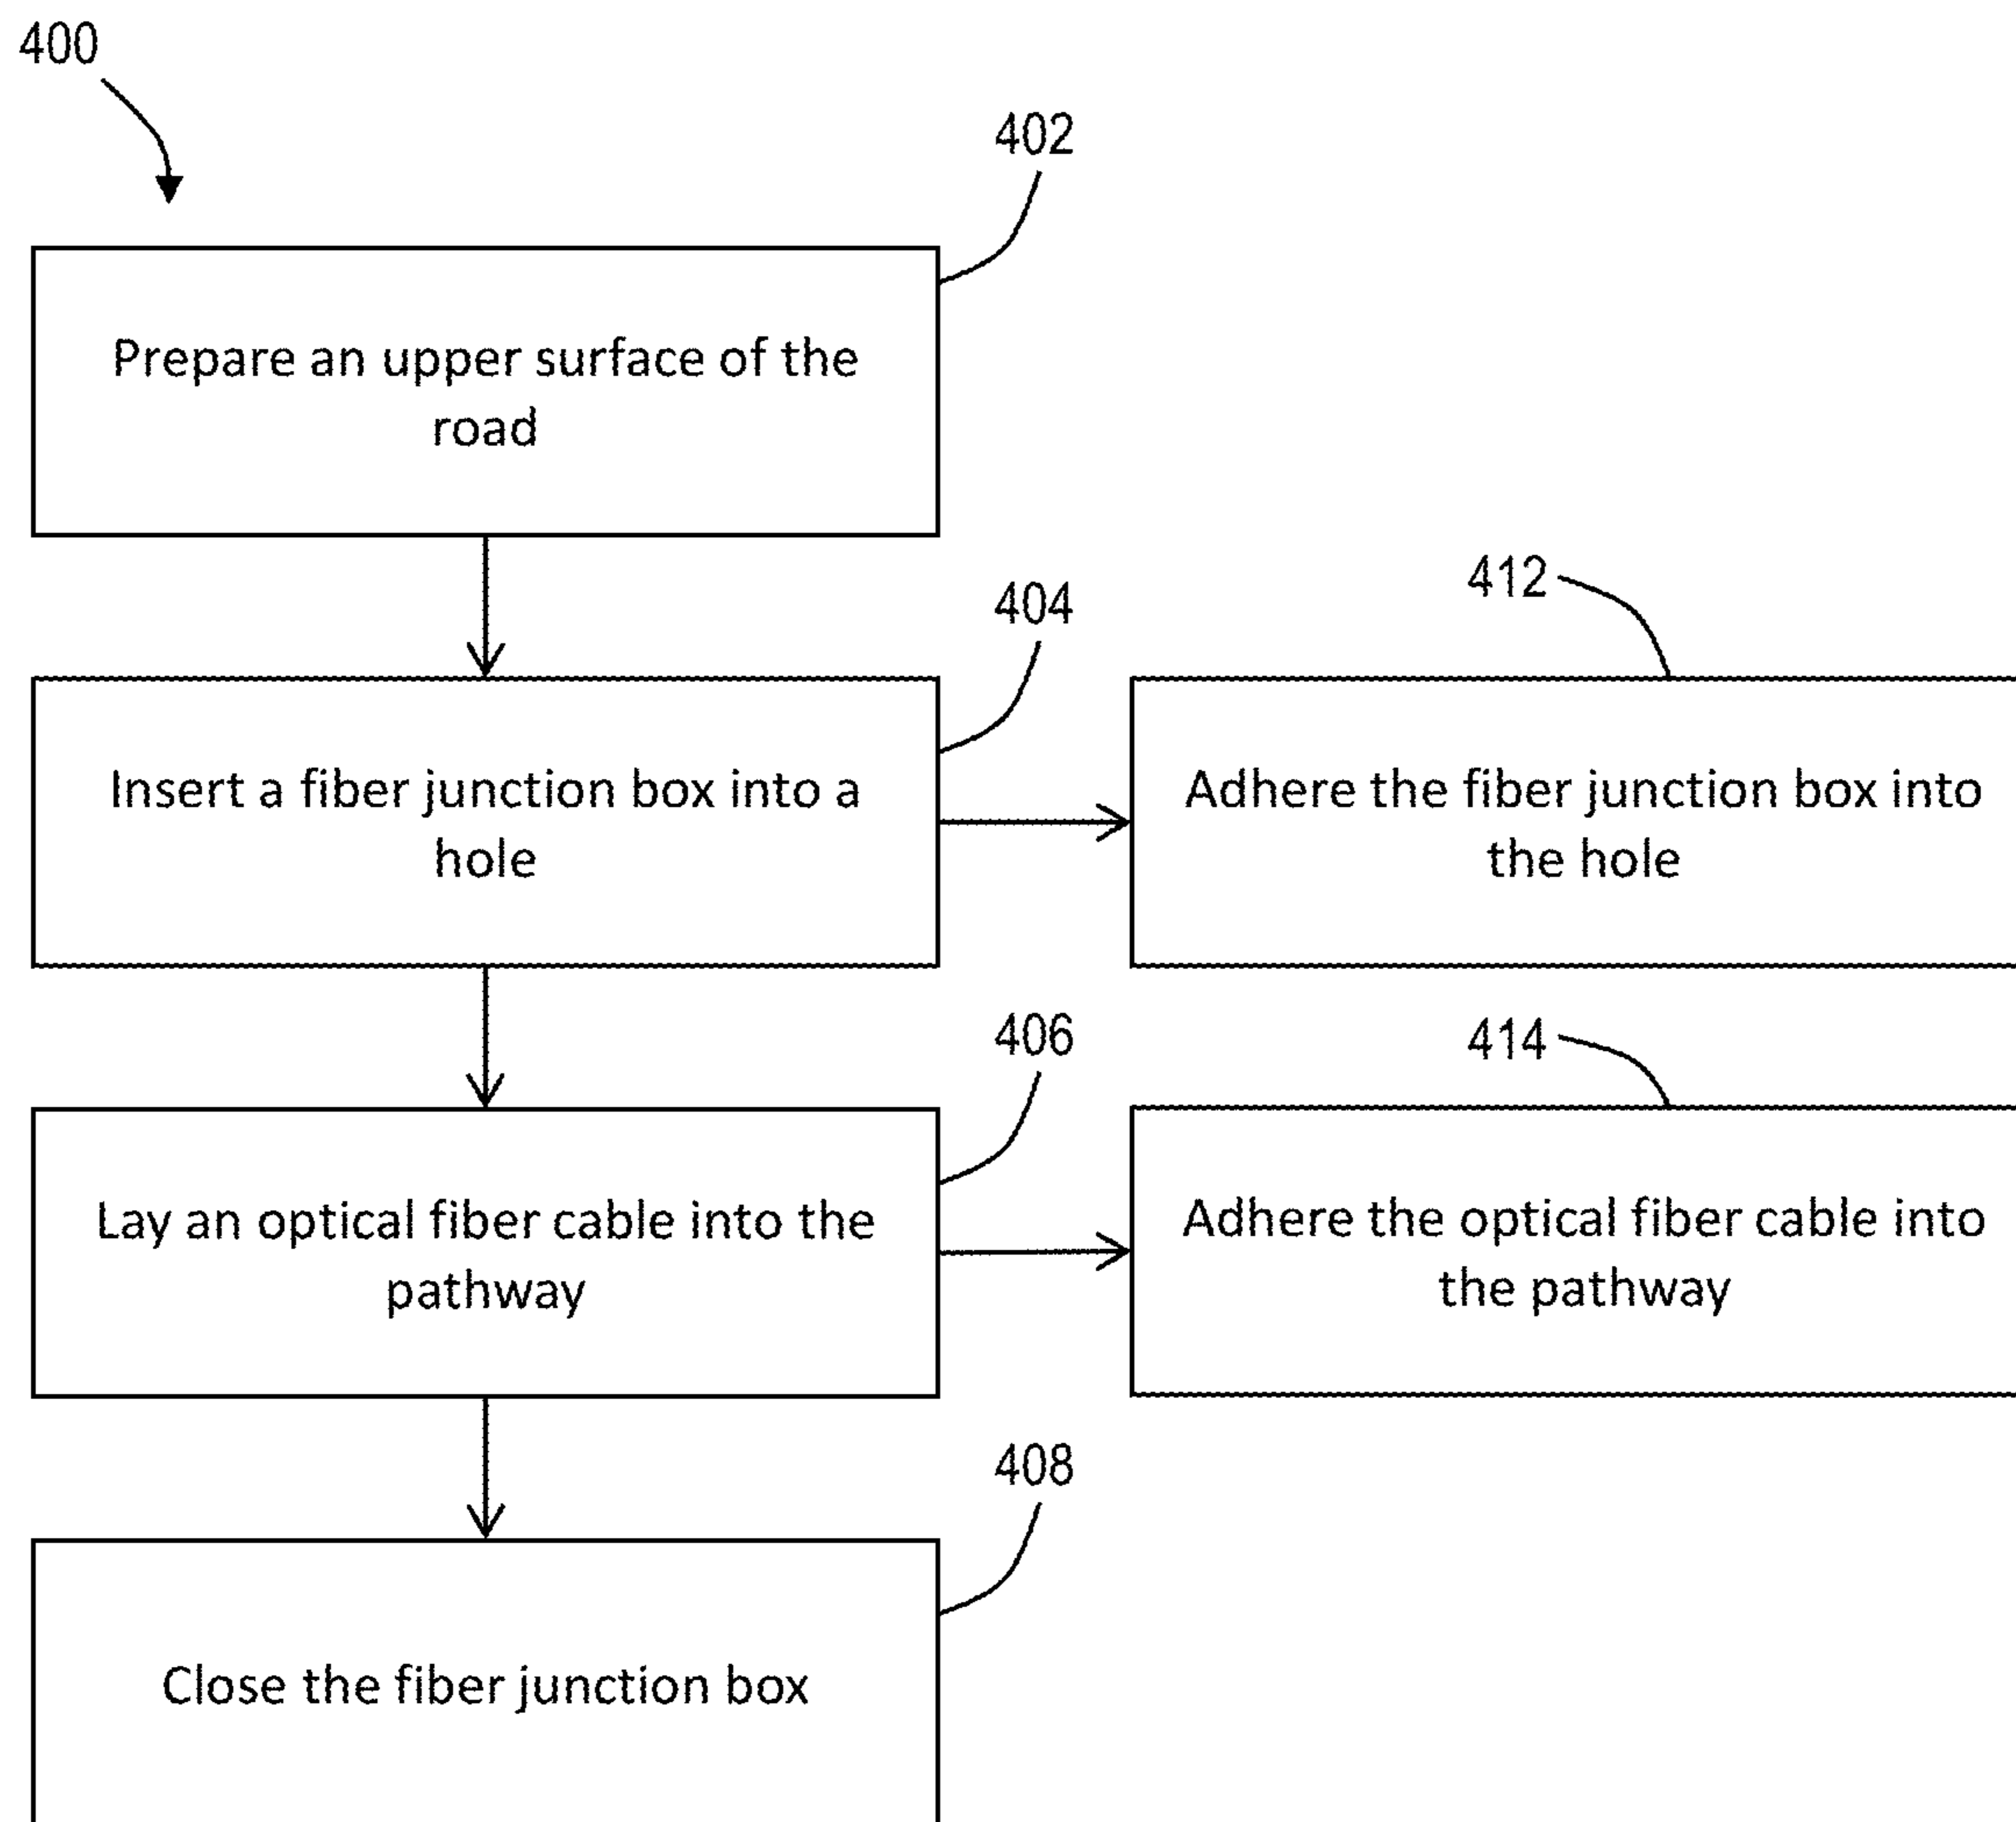 400
402
Prepare an upper surface of the
road
404
412
Insert a fiber junction box into a
hole
Adhere the fiber junction box into
the hole
406
414
Lay an optical fiber cable into the
pathway
Adhere the optical fiber cable into
the pathway
408
Close the fiber junction box